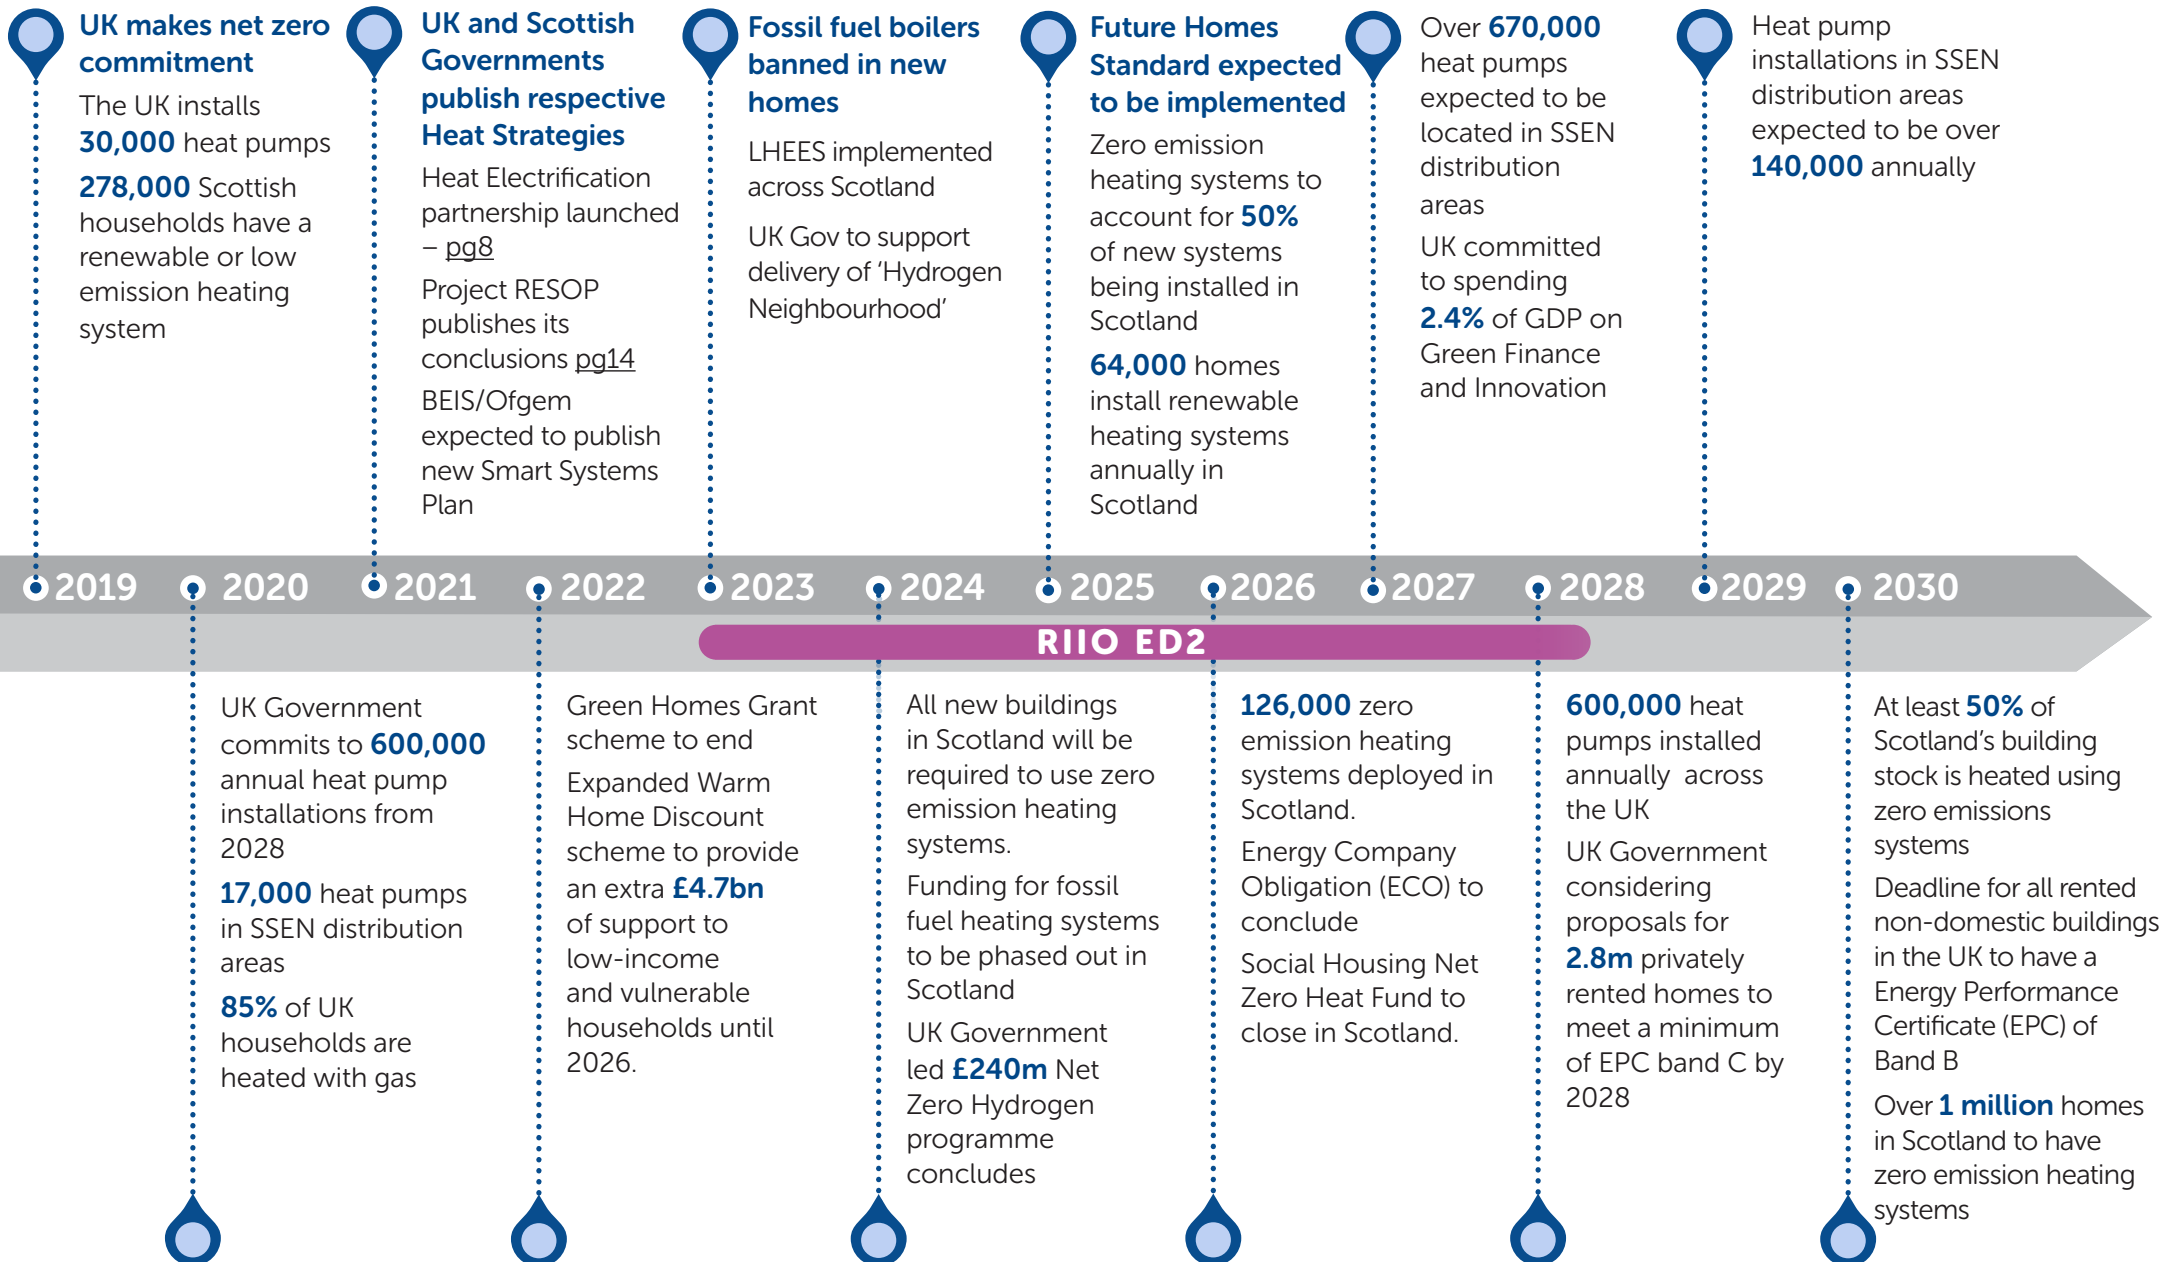 UK makes net zero
commitment
The UK installs
30,000 heat pumps
278,000 Scottish
households have a
renewable or low
emission heating
system
UK and Scottish
Governments
publish respective
Heat Strategies
Heat Electrification
partnership launched
– pg8
Project RESOP
publishes its
conclusions pg14
BEIS/Ofgem
expected to publish
new Smart Systems
Plan
Fossil fuel boilers
banned in new
homes
LHEES implemented
across Scotland
UK Gov to support
delivery of ‘Hydrogen
Neighbourhood’
Future Homes
Standard expected
to be implemented
Zero emission
heating systems to
account for 50%
of new systems
being installed in
Scotland
64,000 homes
install renewable
heating systems
annually in
Scotland
Over 670,000
heat pumps
expected to be
located in SSEN
distribution
areas
UK committed
to spending
2.4% of GDP on
Green Finance
and Innovation
Heat pump
installations in SSEN
distribution areas
expected to be over
140,000 annually
2019 2020 2021 2022 2023 2024 2025 2026 2027 2028 2029 2030
RIIO ED2
UK Government
commits to 600,000
annual heat pump
installations from
2028
17,000 heat pumps
in SSEN distribution
areas
85% of UK
households are
heated with gas
Green Homes Grant
scheme to end
Expanded Warm
Home Discount
scheme to provide
an extra £4.7bn
of support to
low-income
and vulnerable
households until
2026.
All new buildings
in Scotland will be
required to use zero
emission heating
systems.
Funding for fossil
fuel heating systems
to be phased out in
Scotland
UK Government
led £240m Net
Zero Hydrogen
programme
concludes
126,000 zero
emission heating
systems deployed in
Scotland.
Energy Company
Obligation (ECO) to
conclude
Social Housing Net
Zero Heat Fund to
close in Scotland.
600,000 heat
pumps installed
annually across
the UK
UK Government
considering
proposals for
2.8m privately
rented homes to
meet a minimum
of EPC band C by
2028
At least 50% of
Scotland’s building
stock is heated using
zero emissions
systems
Deadline for all rented
non-domestic buildings
in the UK to have a
Energy Performance
Certificate (EPC) of
Band B
Over 1 million homes
in Scotland to have
zero emission heating
systems